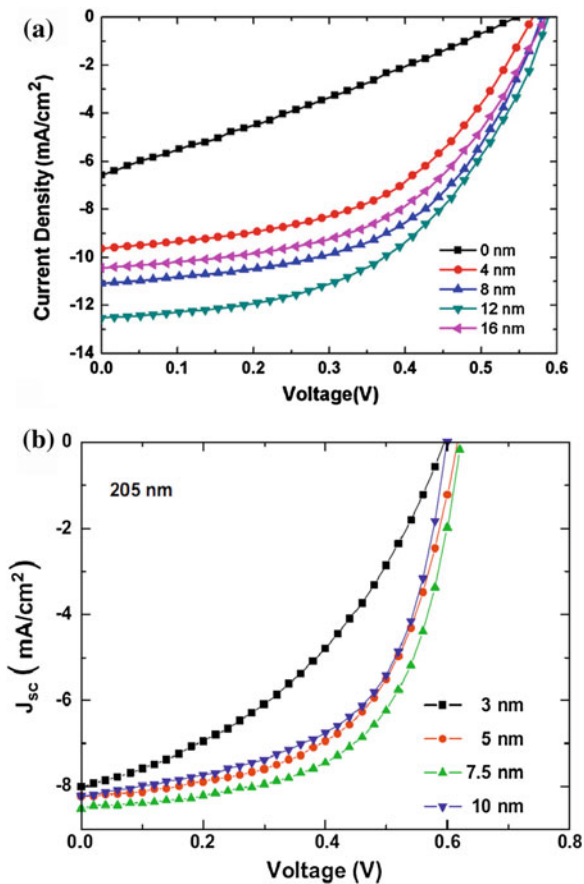 (a)
0
-2
-4
-6
-8
-10
-12
-14
Current Density(mA/cm²)
0 nm
4 nm
8 nm
12 nm
16 nm
0.0 0.1 0.2 0.3 0.4 0.5 0.6
Voltage(V)
(b)
0
-2
-4
-6
-8
J_sc ( mA/cm²)
205 nm
3 nm
5 nm
7.5 nm
10 nm
0.0 0.2 0.4 0.6 0.8
Voltage (V)